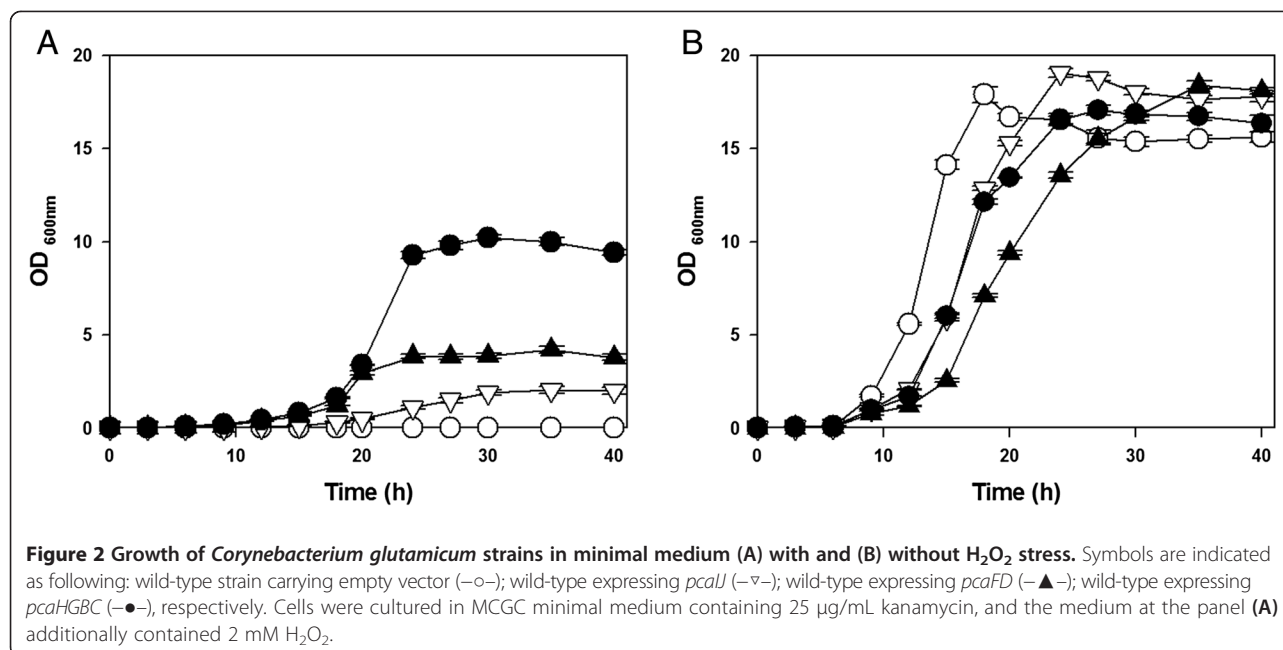 A
B
20
15
10
5
0
OD 600nm
0
10
20
30
40
Time (h)
20
15
10
5
0
OD 600nm
0
10
20
30
40
Time (h)
Figure 2 Growth of Corynebacterium glutamicum strains in minimal medium (A) with and (B) without H₂O₂ stress. Symbols are indicated
as following: wild-type strain carrying empty vector (–○–); wild-type expressing pcaIJ (–▿–); wild-type expressing pcaFD (–▲–); wild-type expressing
pcaHGBC (–●–), respectively. Cells were cultured in MCGC minimal medium containing 25 μg/mL kanamycin, and the medium at the panel (A)
additionally contained 2 mM H₂O₂.